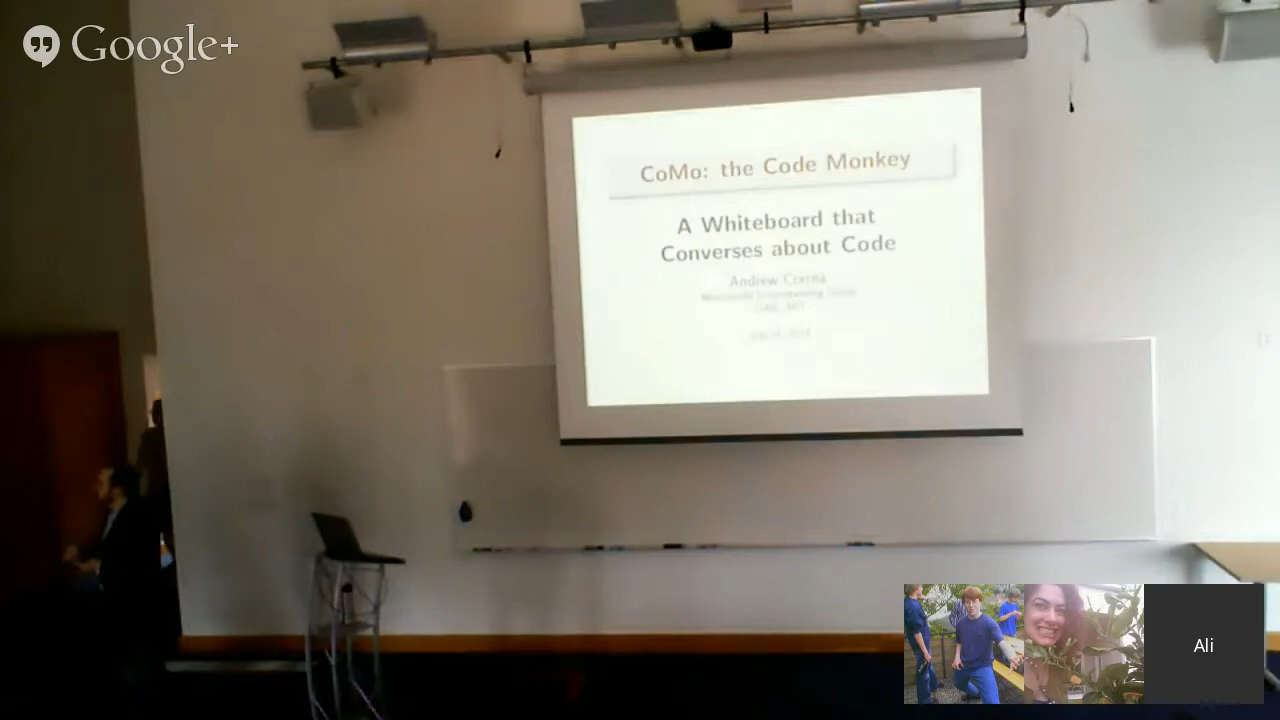 Google+
CoMo: the Code Monkey
A Whiteboard that
Converses about Code
Andrew Correa
Ali